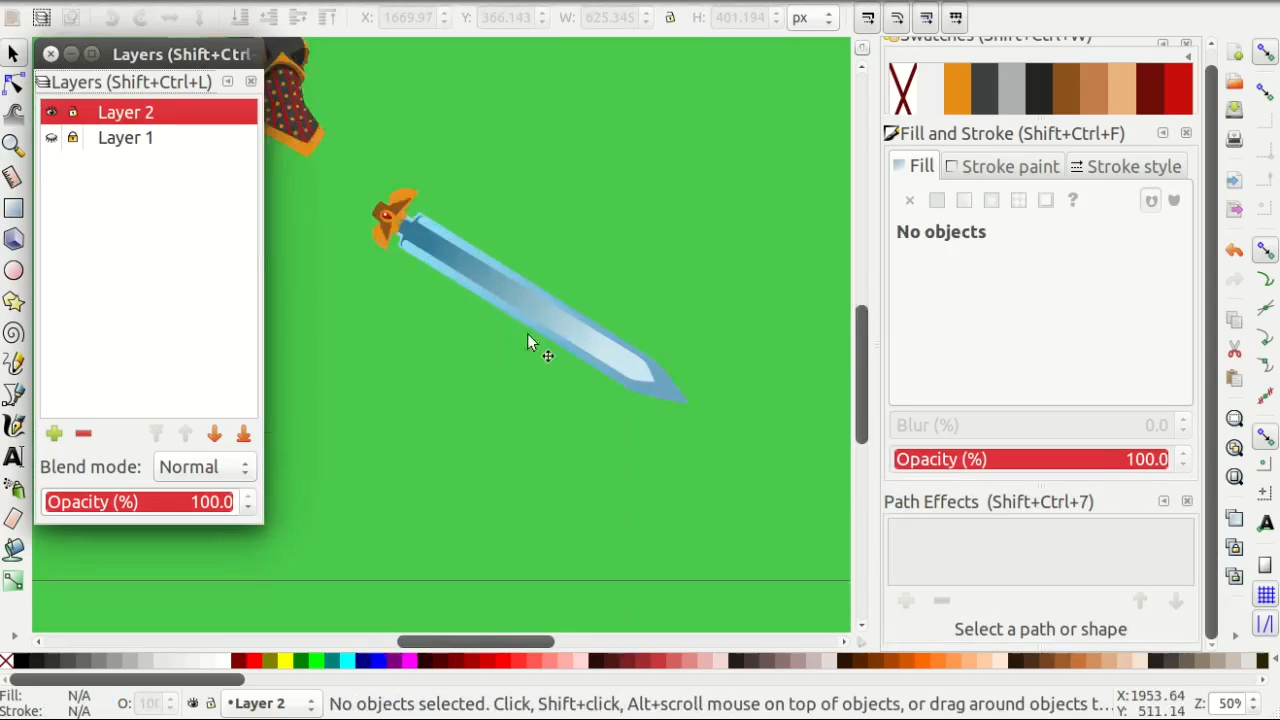 X: 1669.97 Y: 366.143 W: 625.345 H: 401.194 px
Layers (Shift+Ctrl
Layers (Shift+Ctrl+L)
Layer 2
Layer 1
Blend mode: Normal
Opacity (%) 100.0
Swatches (Shift+Ctrl+W)
Fill and Stroke (Shift+Ctrl+F)
Fill Stroke paint Stroke style
?
No objects
Blur (%) 0.0
Opacity (%) 100.0
Path Effects (Shift+Ctrl+7)
Select a path or shape
Fill: N/A
Stroke: N/A
O: 100
•Layer 2
No objects selected. Click, Shift+click, Alt+scroll mouse on top of objects, or drag around objects t...
X:1953.64
Y: 511.14
Z: 50%